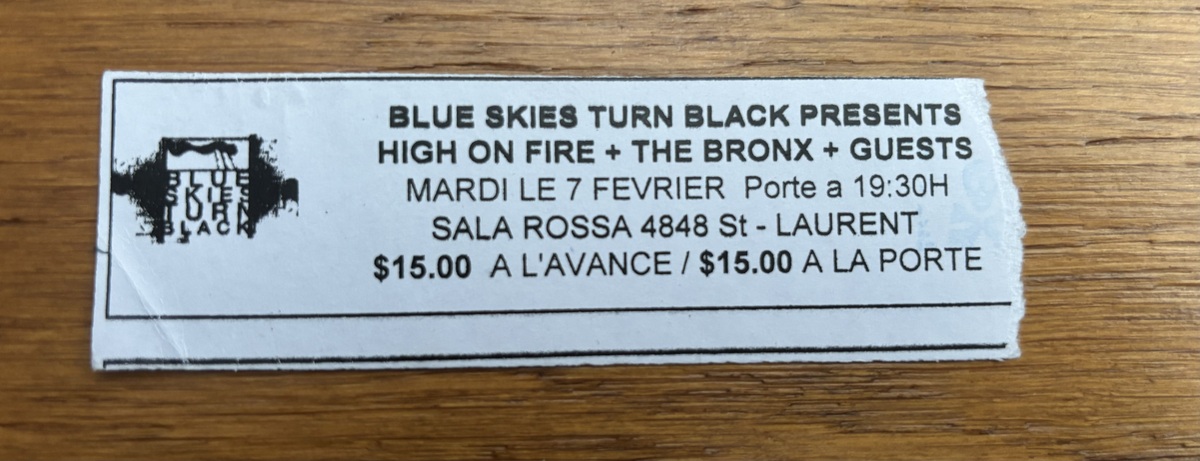 BLUE
SKIES
TURN
BLACK
BLUE SKIES TURN BLACK PRESENTS
HIGH ON FIRE + THE BRONX + GUESTS
MARDI LE 7 FEVRIER Porte a 19:30H
SALA ROSSA 4848 St - LAURENT
$15.00 A L'AVANCE / $15.00 A LA PORTE